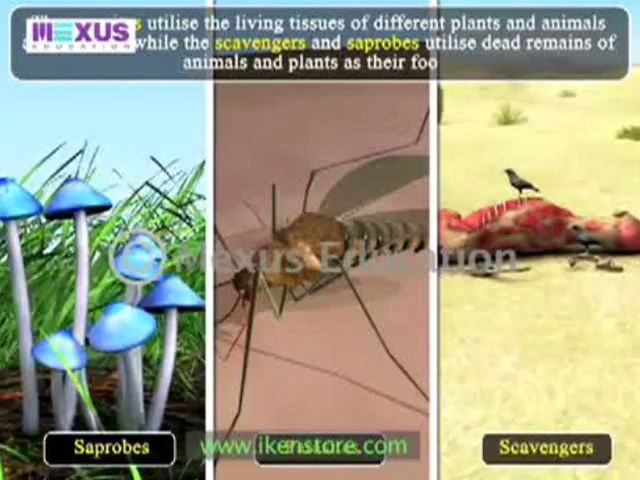 MEXUS
EDUCATION
utilise the living tissues of different plants and animals
while the scavengers and saprobes utilise dead remains of
animals and plants as their foo
© Mexus Education
Saprobes
www.ikenstore.com
Scavengers